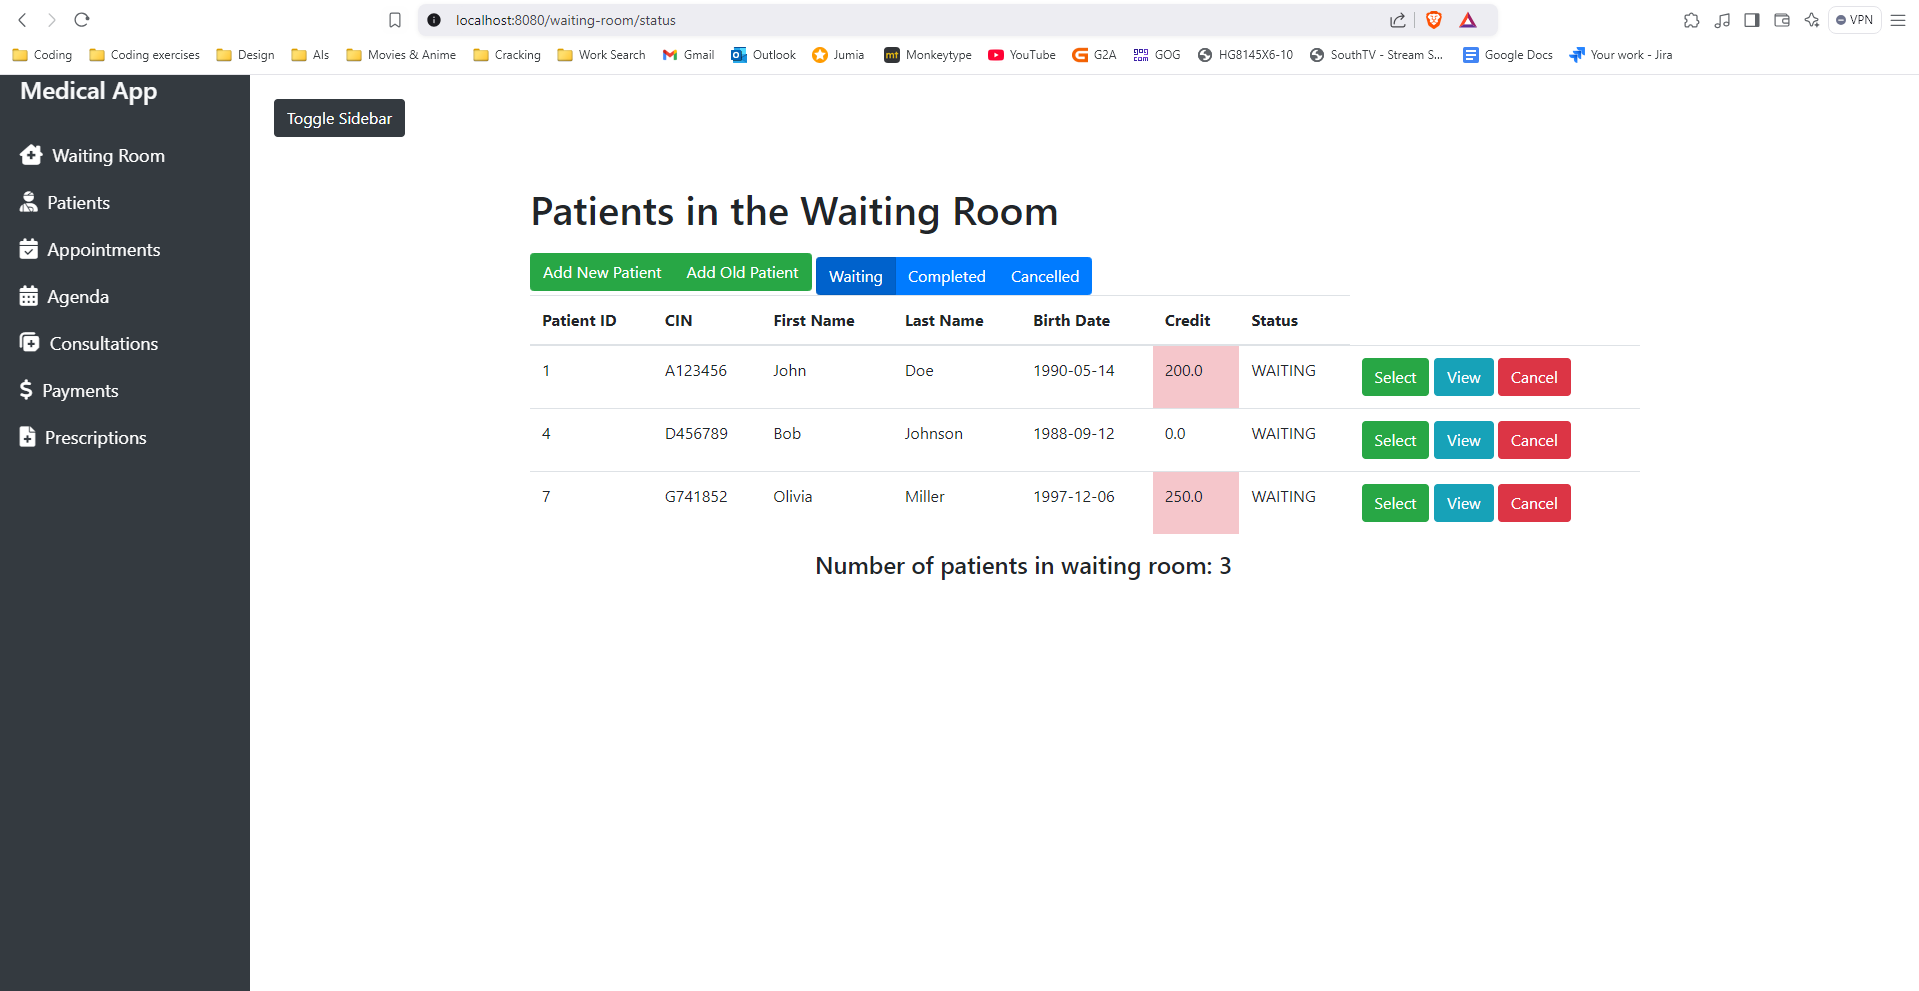 localhost:8080/waiting-room/status
VPN
Coding Coding exercises Design AIs Movies & Anime Cracking Work Search Gmail Outlook Jumia mt Monkeytype YouTube G2A GOG HG8145X6-10 SouthTV - Stream S... Google Docs Your work - Jira
Medical App
Waiting Room
Patients
Appointments
Agenda
Consultations
Payments
Prescriptions
Toggle Sidebar
Patients in the Waiting Room
Add New Patient Add Old Patient Waiting Completed Cancelled
Patient ID CIN First Name Last Name Birth Date Credit Status
1 A123456 John Doe 1990-05-14 200.0 WAITING Select View Cancel
4 D456789 Bob Johnson 1988-09-12 0.0 WAITING Select View Cancel
7 G741852 Olivia Miller 1997-12-06 250.0 WAITING Select View Cancel
Number of patients in waiting room: 3